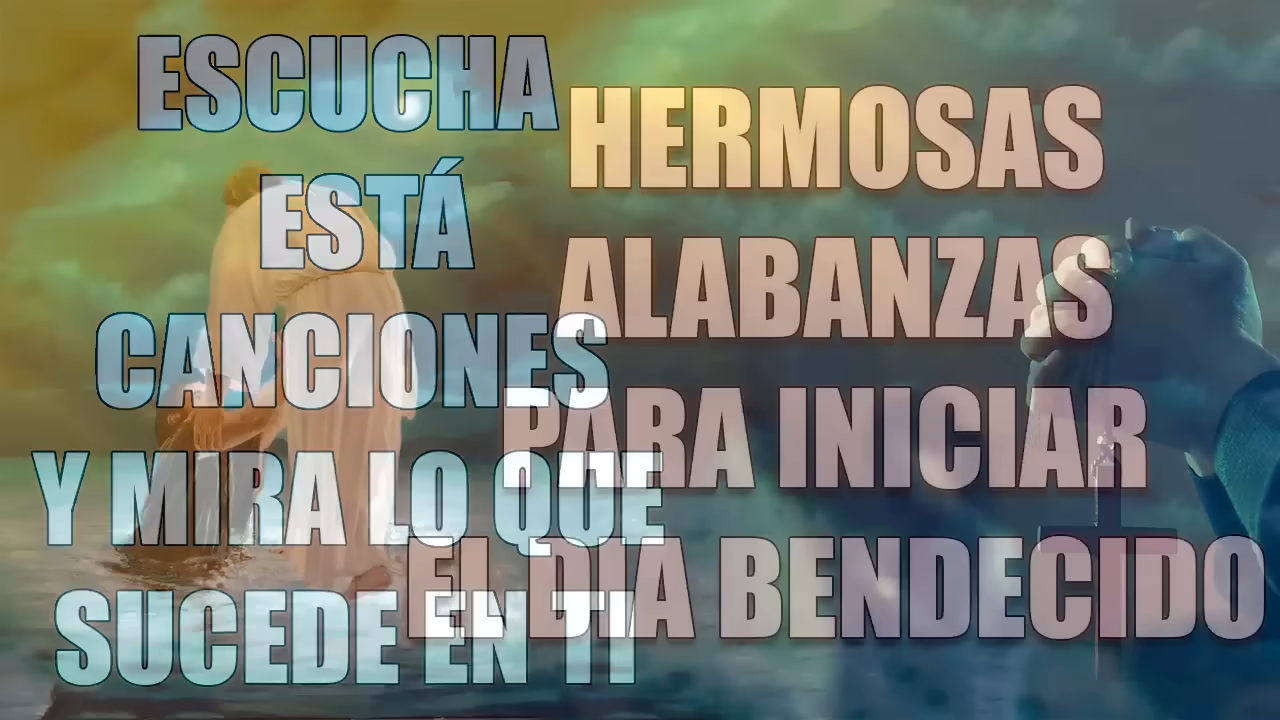 ESCUCHA
ESTÁ
CANCIONES
Y MIRA LO QUE
SUCEDE EN TI
HERMOSAS
ALABANZAS
PARA INICIAR
EL DIA BENDECIDO